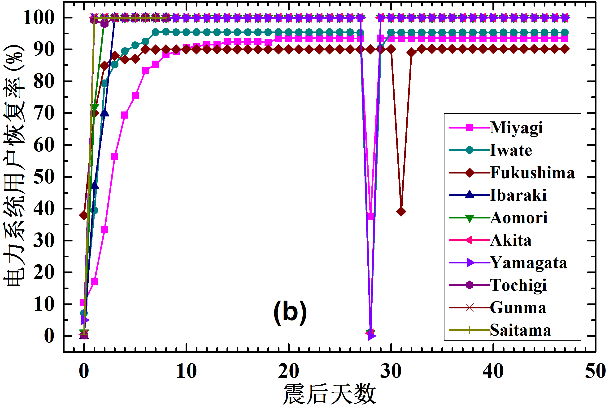 电力系统用户恢复率(%)
100
90
80
70
60
50
40
30
20
10
0
Miyagi
Iwate
Fukushima
Ibaraki
Aomori
Akita
Yamagata
Tochigi
Gunma
Saitama
(b)
0 10 20 30 40 50
震后天数